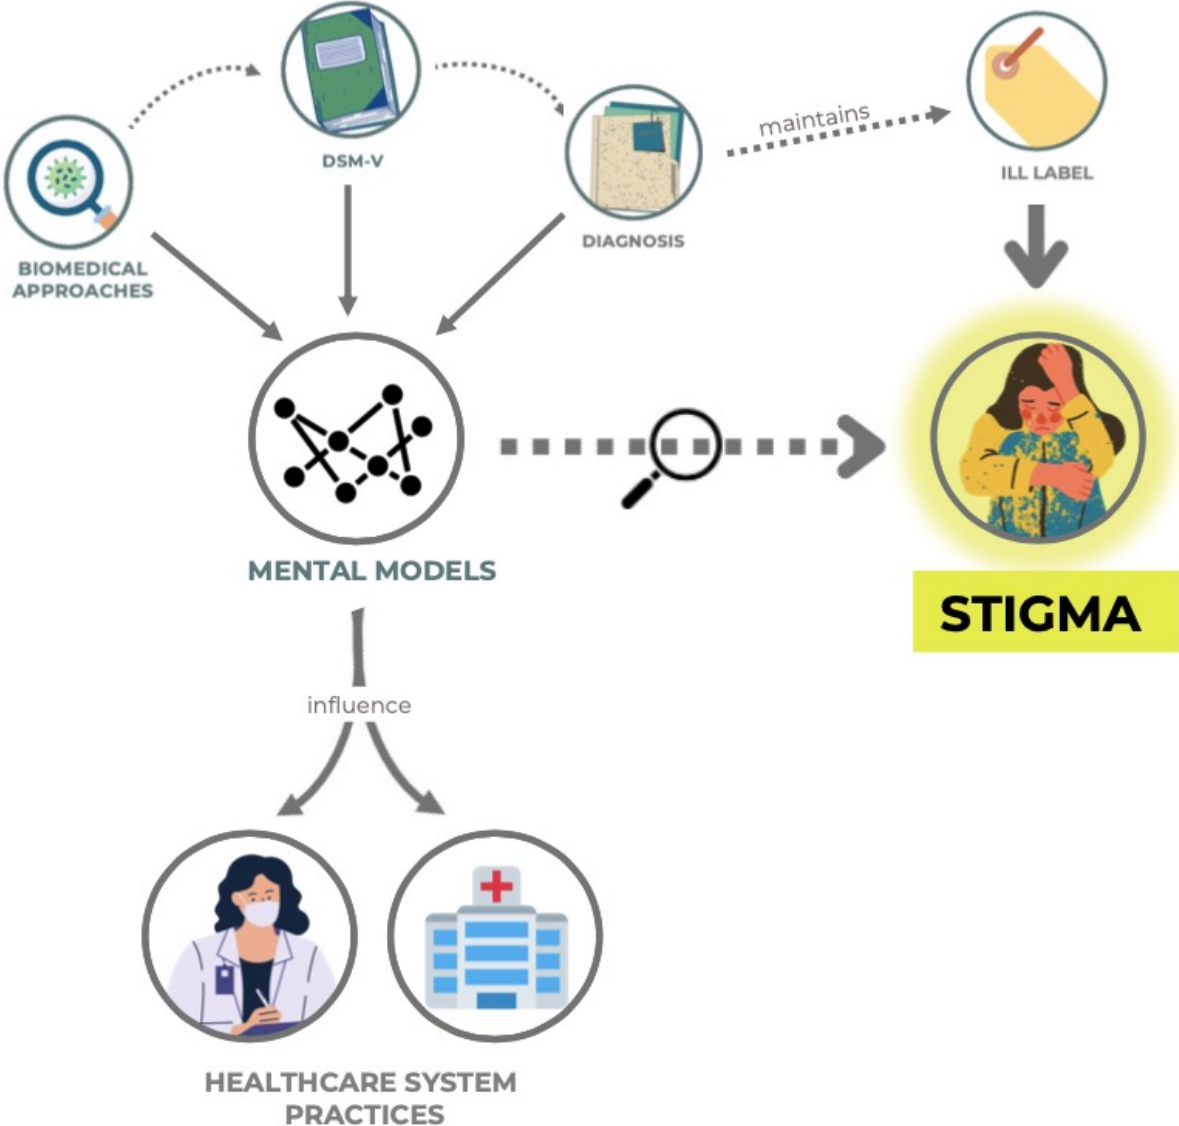 DSM-V
maintains
ILL LABEL
DIAGNOSIS
BIOMEDICAL
APPROACHES
MENTAL MODELS
STIGMA
influence
HEALTHCARE SYSTEM
PRACTICES